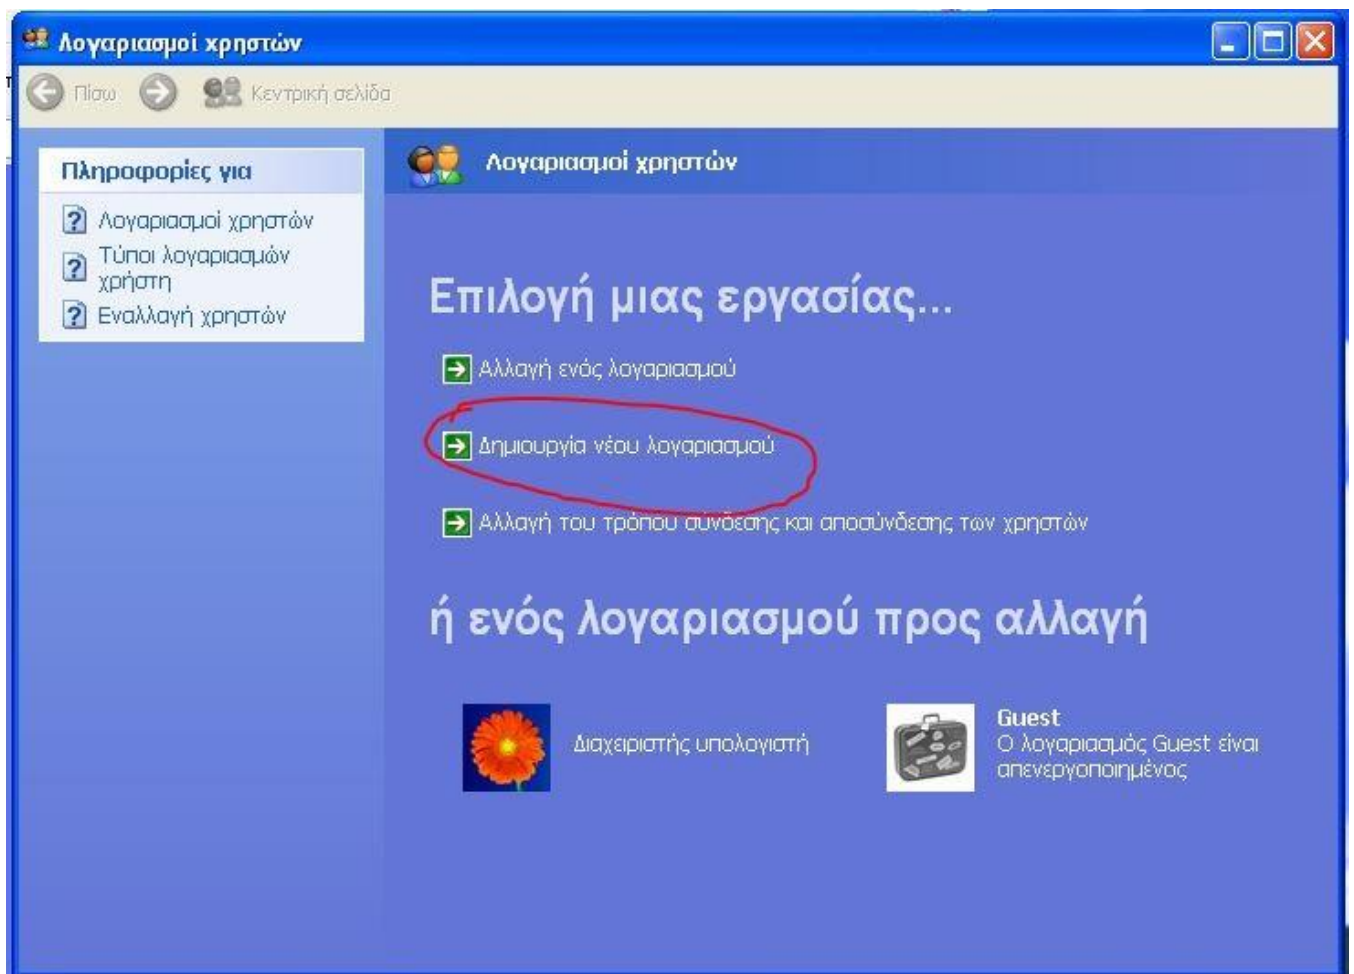 Λογαριασμοί χρηστών
Πίσω
Κεντρική σελίδα
Πληροφορίες για
Λογαριασμοί χρηστών
Τύποι λογαριασμών
χρήστη
Εναλλαγή χρηστών
Λογαριασμοί χρηστών
Επιλογή μιας εργασίας...
Αλλαγή ενός λογαριασμού
Δημιουργία νέου λογαριασμού
Αλλαγή του τρόπου σύνδεσης και αποσύνδεσης των χρηστών
ή ενός λογαριασμού προς αλλαγή
Διαχειριστής υπολογιστή
Guest
Ο λογαριασμός Guest είναι
απενεργοποιημένος